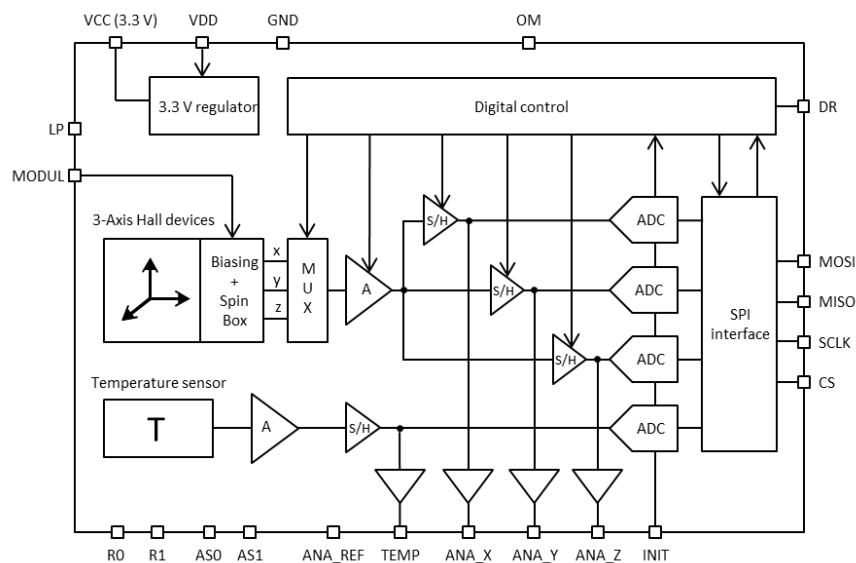 VCC (3.3 V) VDD GND OM
3.3 V regulator
Digital control
DR
LP
MODUL
3-Axis Hall devices
Biasing
+
Spin
Box
x
y
z
M
U
X
A
S/H
S/H
S/H
ADC
ADC
ADC
SPI
interface
MOSI
MISO
SCLK
CS
Temperature sensor
T
A
S/H
ADC
R0 R1 AS0 AS1 ANA_REF TEMP ANA_X ANA_Y ANA_Z INIT